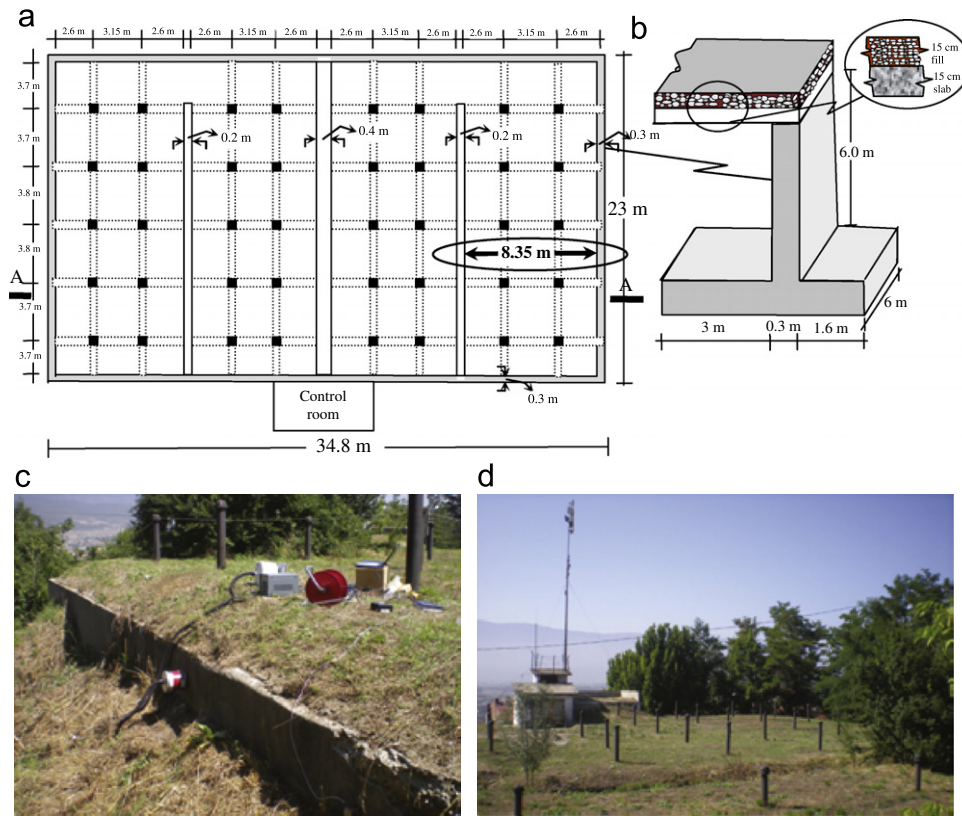 a
2.6 m 3.15 m 2.6 m 2.6 m 3.15 m 2.6 m 2.6 m 3.15 m 2.6 m 2.6 m 3.15 m 2.6 m
3.7 m
3.7 m
3.8 m
3.8 m
3.7 m
3.7 m
0.2 m
0.4 m
0.2 m
0.3 m
23 m
8.35 m
A
A
0.3 m
Control
room
34.8 m
b
15 cm
fill
15 cm
slab
6.0 m
6 m
3 m 0.3 m 1.6 m
c
d